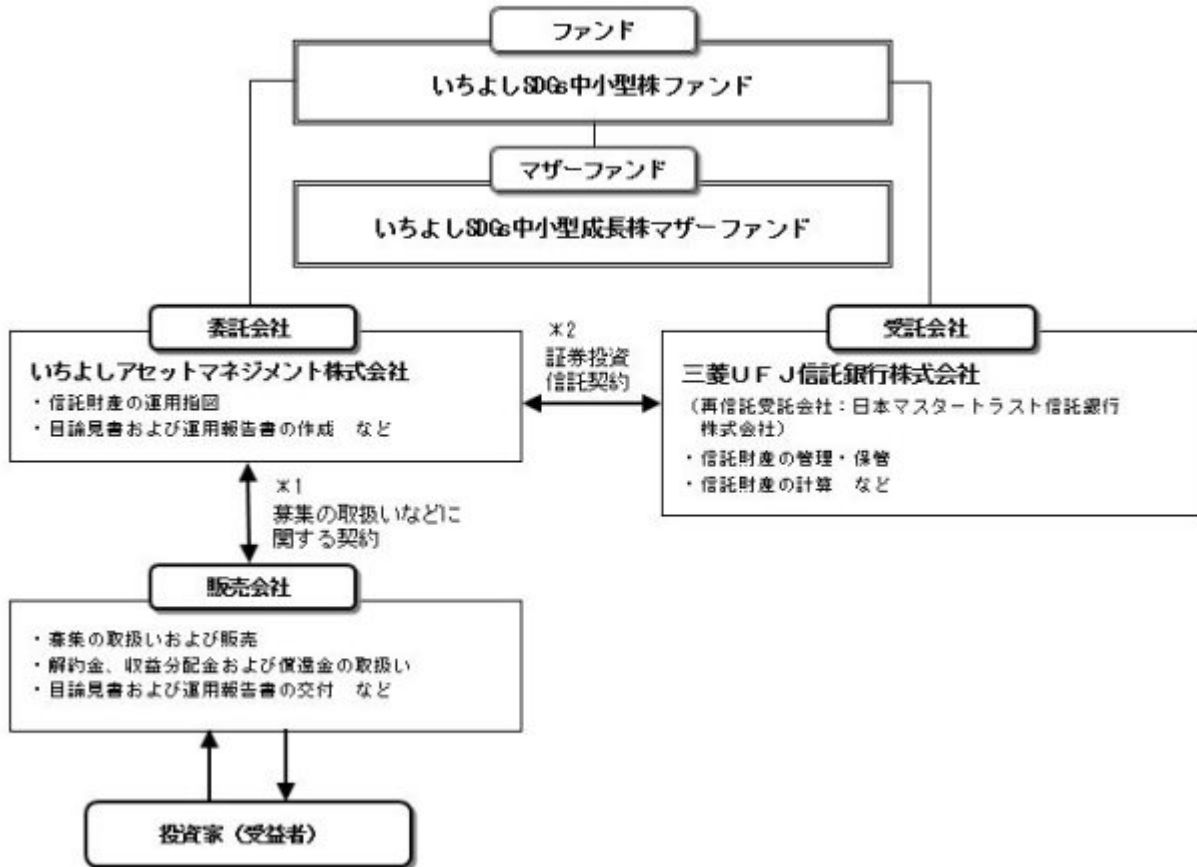 ファンド
いちよしSDGs中小型株ファンド
マザーファンド
いちよしSDGs中小型成長株マザーファンド
委託会社
いちよしアセットマネジメント株式会社
・信託財産の運用指図
・目論見書および運用報告書の作成　など
＊2
証券投資
信託契約
受託会社
三菱ＵＦＪ信託銀行株式会社
（再信託受託会社：日本マスタートラスト信託銀行
株式会社）
・信託財産の管理・保管
・信託財産の計算　など
＊1
募集の取扱いなどに
関する契約
販売会社
・募集の取扱いおよび販売
・解約金、収益分配金および償還金の取扱い
・目論見書および運用報告書の交付　など
投資家（受益者）